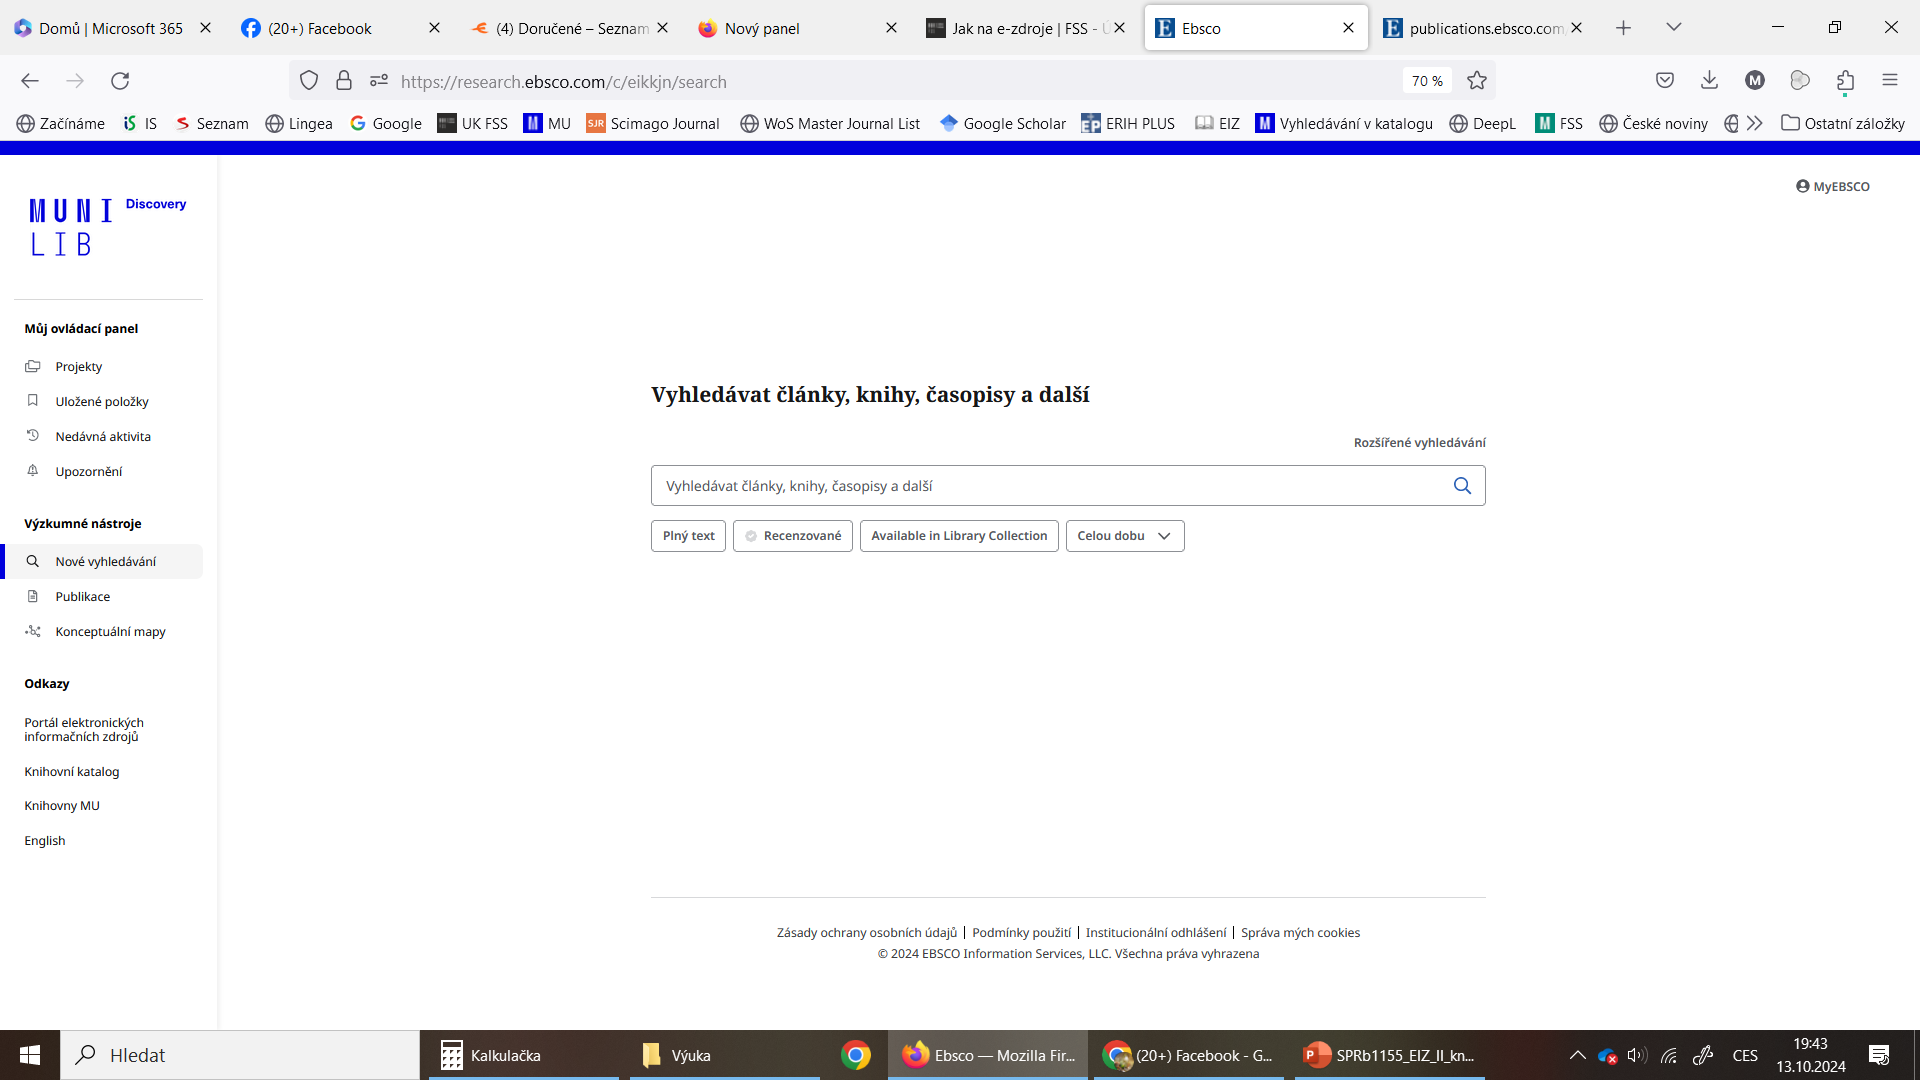 Domů | Microsoft 365
(20+) Facebook
(4) Doručené – Seznam
Nový panel
Jak na e-zdroje | FSS - Ú
Ebsco
publications.ebsco.com/
https://research.ebsco.com/c/eikkjn/search
70 %
M
Začínáme
iS IS
Seznam
Lingea
Google
UK FSS
M MU
SJR Scimago Journal
WoS Master Journal List
Google Scholar
EP ERIH PLUS
EIZ
M Vyhledávání v katalogu
DeepL
M FSS
České noviny
Ostatní záložky
MUNI Discovery
LIB
MyEBSCO
Můj ovládací panel
Projekty
Uložené položky
Nedávná aktivita
Upozornění
Výzkumné nástroje
Nové vyhledávání
Publikace
Konceptuální mapy
Odkazy
Portál elektronických
informačních zdrojů
Knihovní katalog
Knihovny MU
English
Vyhledávat články, knihy, časopisy a další
Rozšířené vyhledávání
Vyhledávat články, knihy, časopisy a další
Plný text
Recenzované
Available in Library Collection
Celou dobu
Zásady ochrany osobních údajů | Podmínky použití | Institucionální odhlášení | Správa mých cookies
© 2024 EBSCO Information Services, LLC. Všechna práva vyhrazena
Hledat
Kalkulačka
Výuka
Ebsco — Mozilla Fir...
(20+) Facebook - G...
SPRb1155_EIZ_II_kn...
CES
19:43
13.10.2024